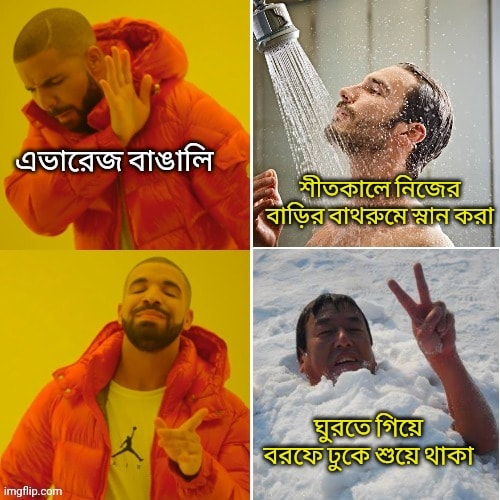 এভারেজ বাঙালি
শীতকালে নিজের
বাড়ির বাথরুমে স্নান করা
ঘুরতে গিয়ে
বরফে ঢুকে শুয়ে থাকা
imgflip.com